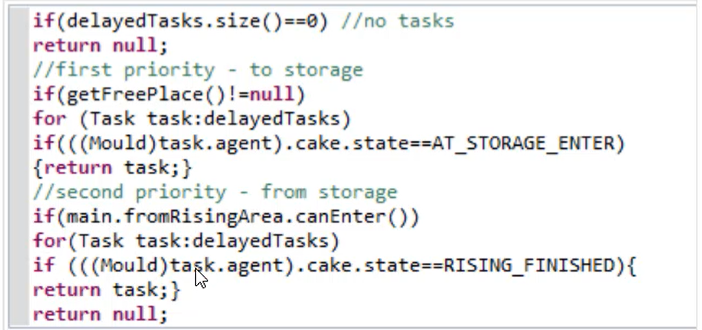 if(delayedTasks.size()==0) //no tasks
return null;
//first priority - to storage
if(getFreePlace()!=null)
for (Task task:delayedTasks)
if(((Mould)task.agent).cake.state==AT_STORAGE_ENTER)
{return task;}
//second priority - from storage
if(main.fromRisingArea.canEnter())
for(Task task:delayedTasks)
if (((Mould)task.agent).cake.state==RISING_FINISHED){
return task;}
return null;